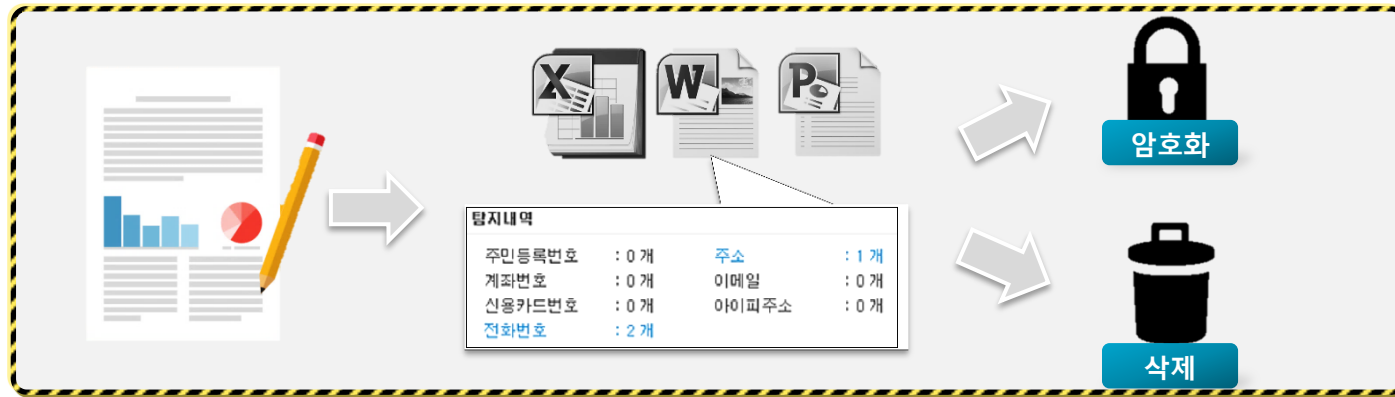 X
W
P
암호화
탐지내역
주민등록번호 : 0 개 주소 : 1 개
계좌번호 : 0 개 이메일 : 0 개
신용카드번호 : 0 개 아이피주소 : 0 개
전화번호 : 2 개
삭제